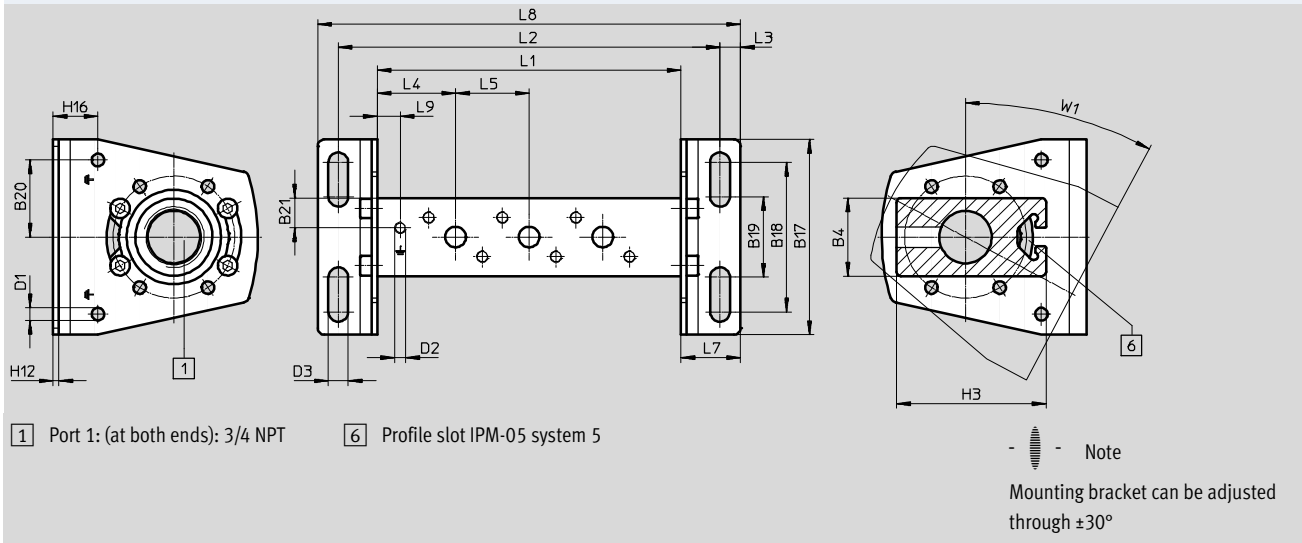 L8
L2
L3
L1
L4
L5
L9
H16
B20
D1
H12
1
B21
D3
D2
L7
B19
B18
B17
W1
B4
H3
6
1 Port 1: (at both ends): 3/4 NPT
6 Profile slot IPM-05 system 5
Note
Mounting bracket can be adjusted
through ±30°